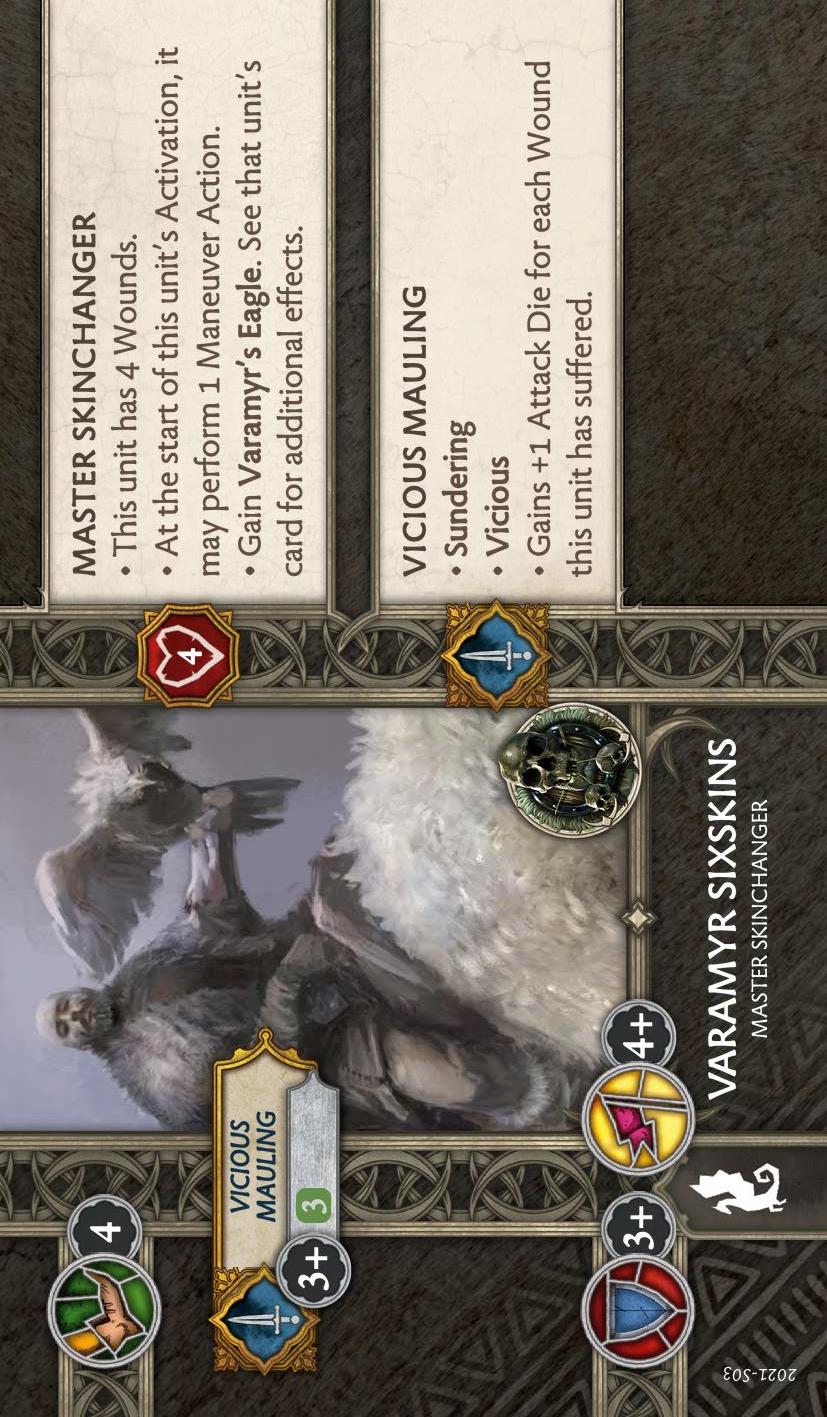 4
VICIOUS
MAULING
3+
3
3+
4+
VARAMYR SIXSKINS
MASTER SKINCHANGER
2021-S03
4
MASTER SKINCHANGER
• This unit has 4 Wounds.
• At the start of this unit's Activation, it
may perform 1 Maneuver Action.
• Gain Varamyr's Eagle. See that unit's
card for additional effects.
VICIOUS MAULING
• Sundering
• Vicious
• Gains +1 Attack Die for each Wound
this unit has suffered.